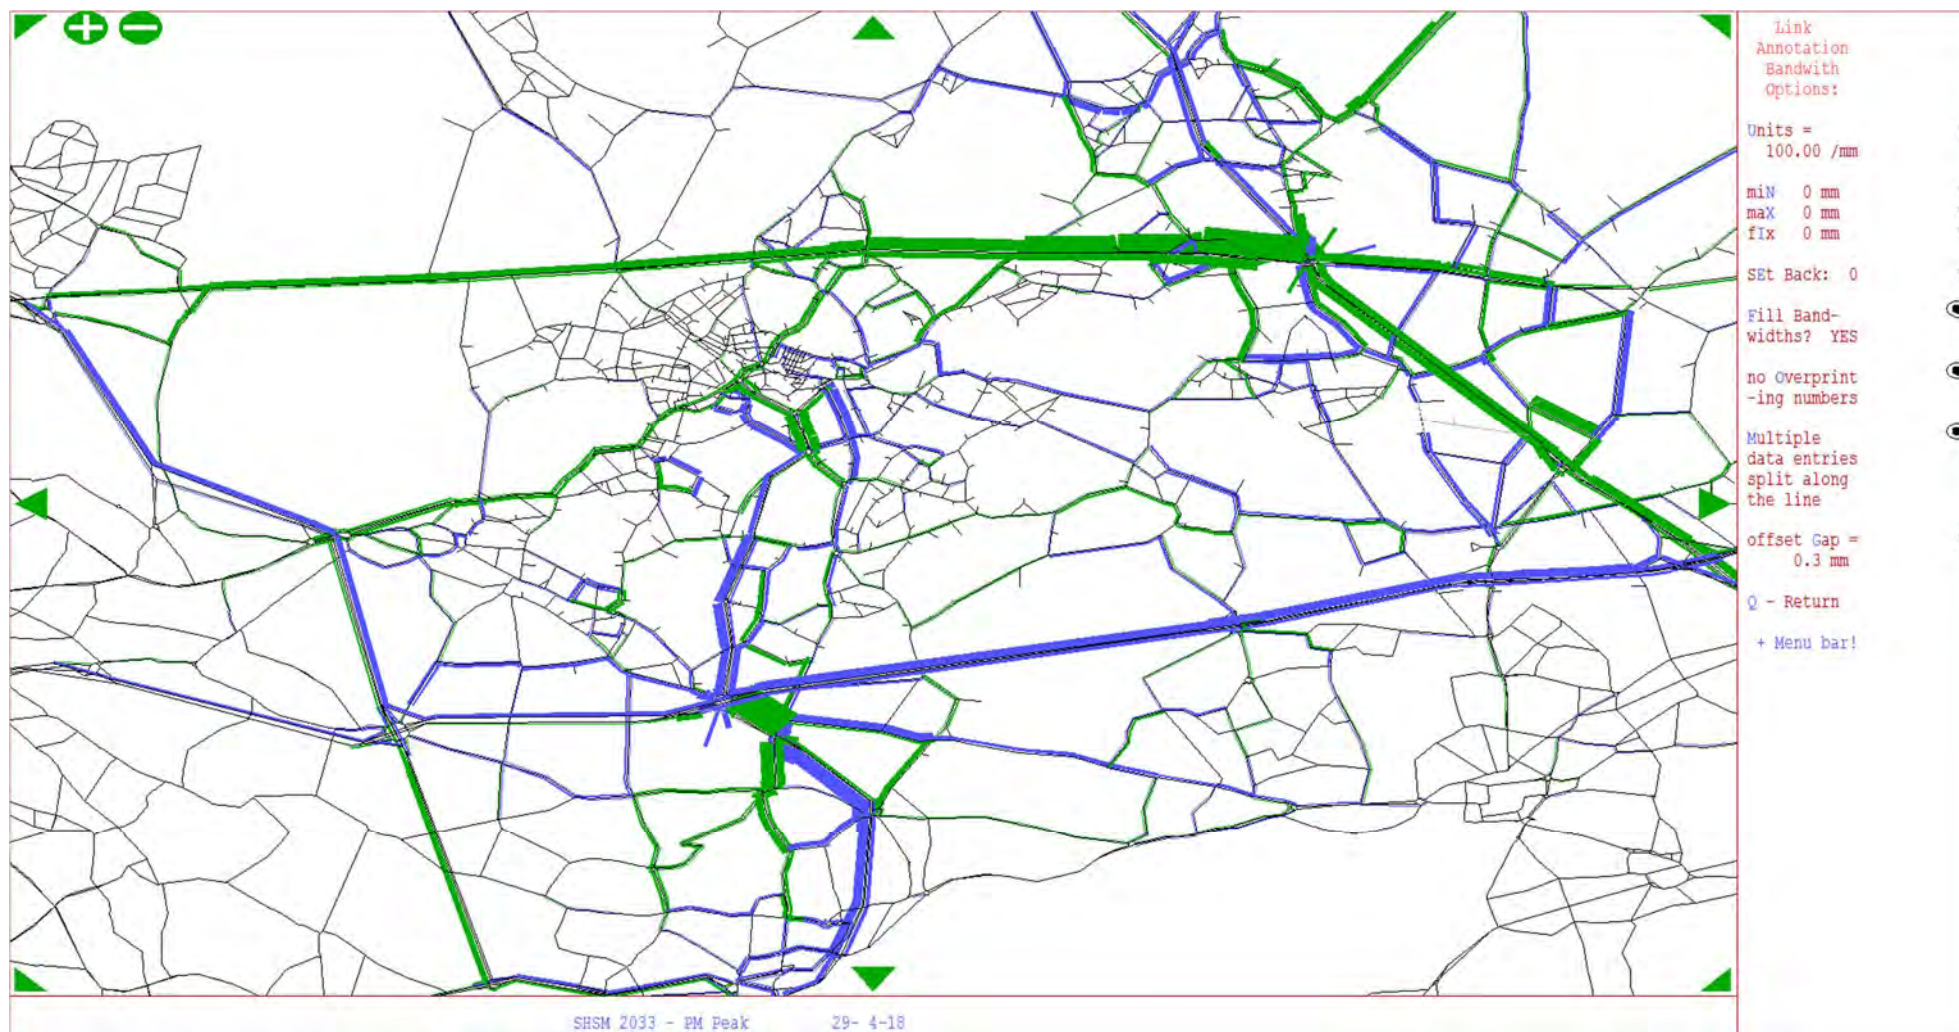 Link
Annotation
Bandwith
Options:
Units =
100.00 /mm
miN 0 mm
maX 0 mm
fIx 0 mm
SEt Back: 0
Fill Band-
widths? YES
no Overprint
-ing numbers
Multiple
data entries
split along
the line
offset Gap =
0.3 mm
Q - Return
+ Menu bar!
SHSM 2033 - PM Peak 29- 4-18